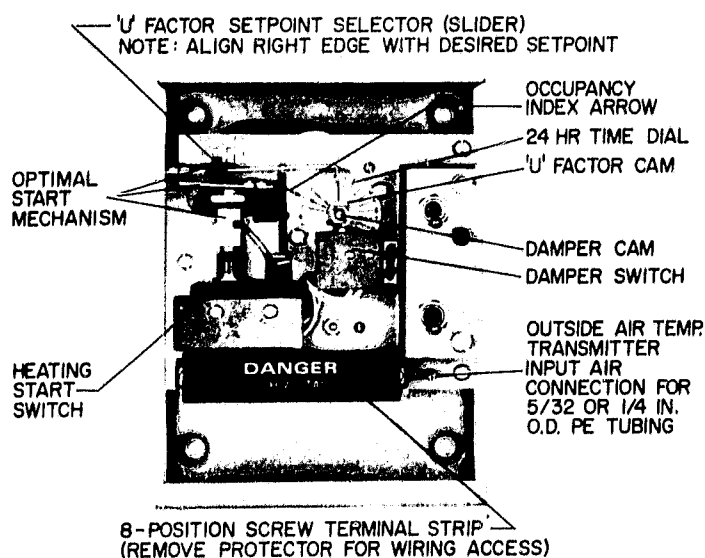 'U' FACTOR SETPOINT SELECTOR (SLIDER)
NOTE: ALIGN RIGHT EDGE WITH DESIRED SETPOINT
OCCUPANCY
INDEX ARROW
24 HR TIME DIAL
'U' FACTOR CAM
OPTIMAL
START
MECHANISM
DAMPER CAM
DAMPER SWITCH
OUTSIDE AIR TEMP.
TRANSMITTER
INPUT AIR
CONNECTION FOR
5/32 OR 1/4 IN.
O.D. PE TUBING
HEATING
START
SWITCH
DANGER
8-POSITION SCREW TERMINAL STRIP
(REMOVE PROTECTOR FOR WIRING ACCESS)